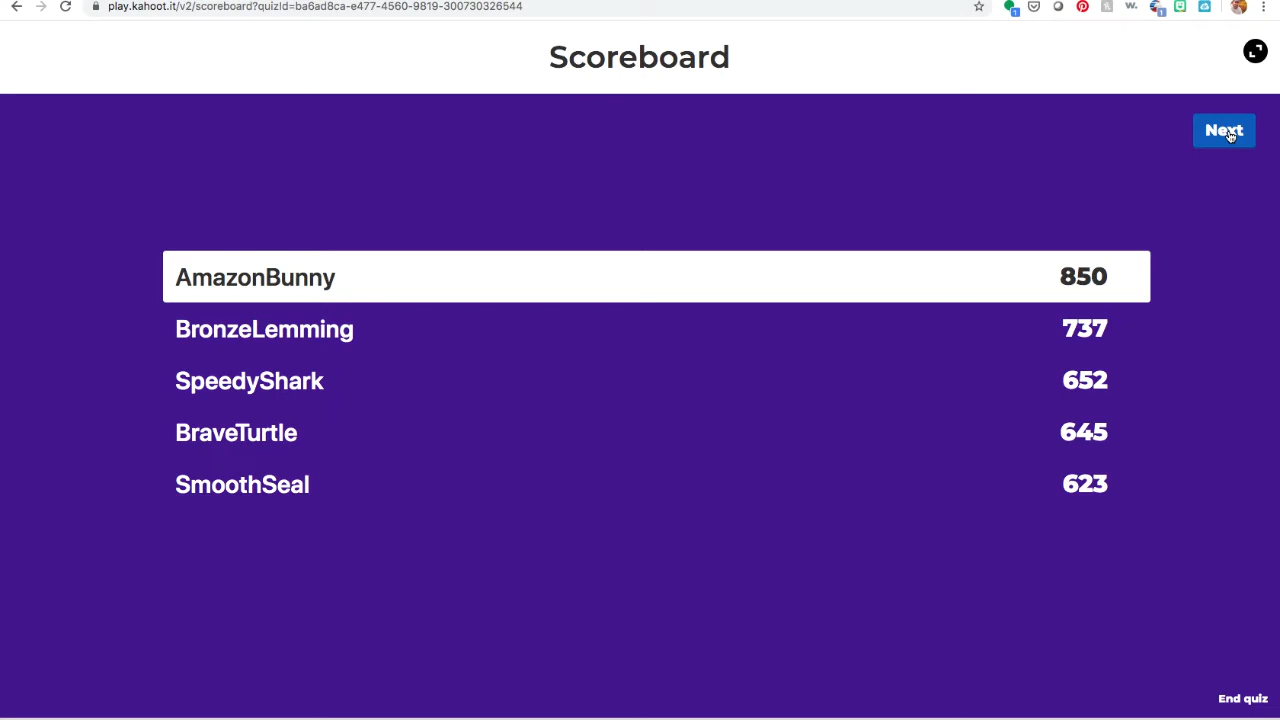 play.kahoot.it/v2/scoreboard?quizId=ba6ad8ca-e477-4560-9819-300730326544
Scoreboard
Next
AmazonBunny 850
BronzeLemming 737
SpeedyShark 652
BraveTurtle 645
SmoothSeal 623
End quiz